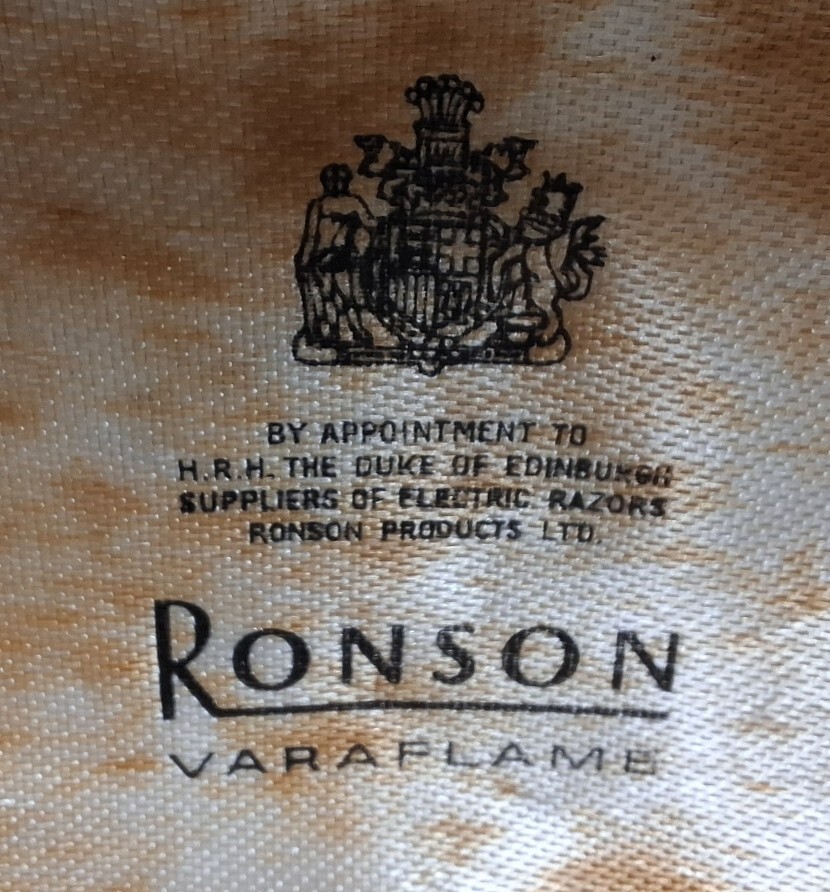 BY APPOINTMENT TO
H.R.H. THE DUKE OF EDINBURGH
SUPPLIERS OF ELECTRIC RAZORS
RONSON PRODUCTS LTD.
RONSON
VARAFLAME